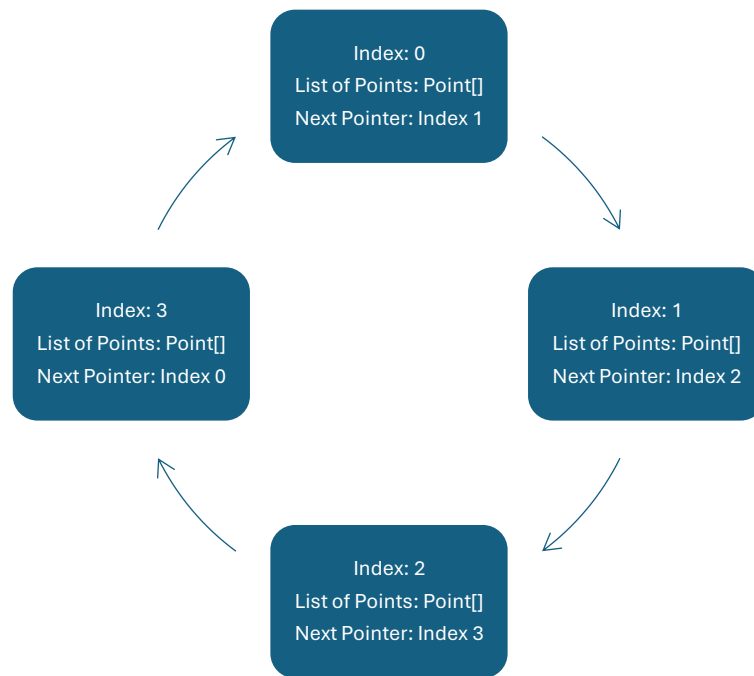 Index: 0
List of Points: Point[]
Next Pointer: Index 1
Index: 3
List of Points: Point[]
Next Pointer: Index 0
Index: 1
List of Points: Point[]
Next Pointer: Index 2
Index: 2
List of Points: Point[]
Next Pointer: Index 3